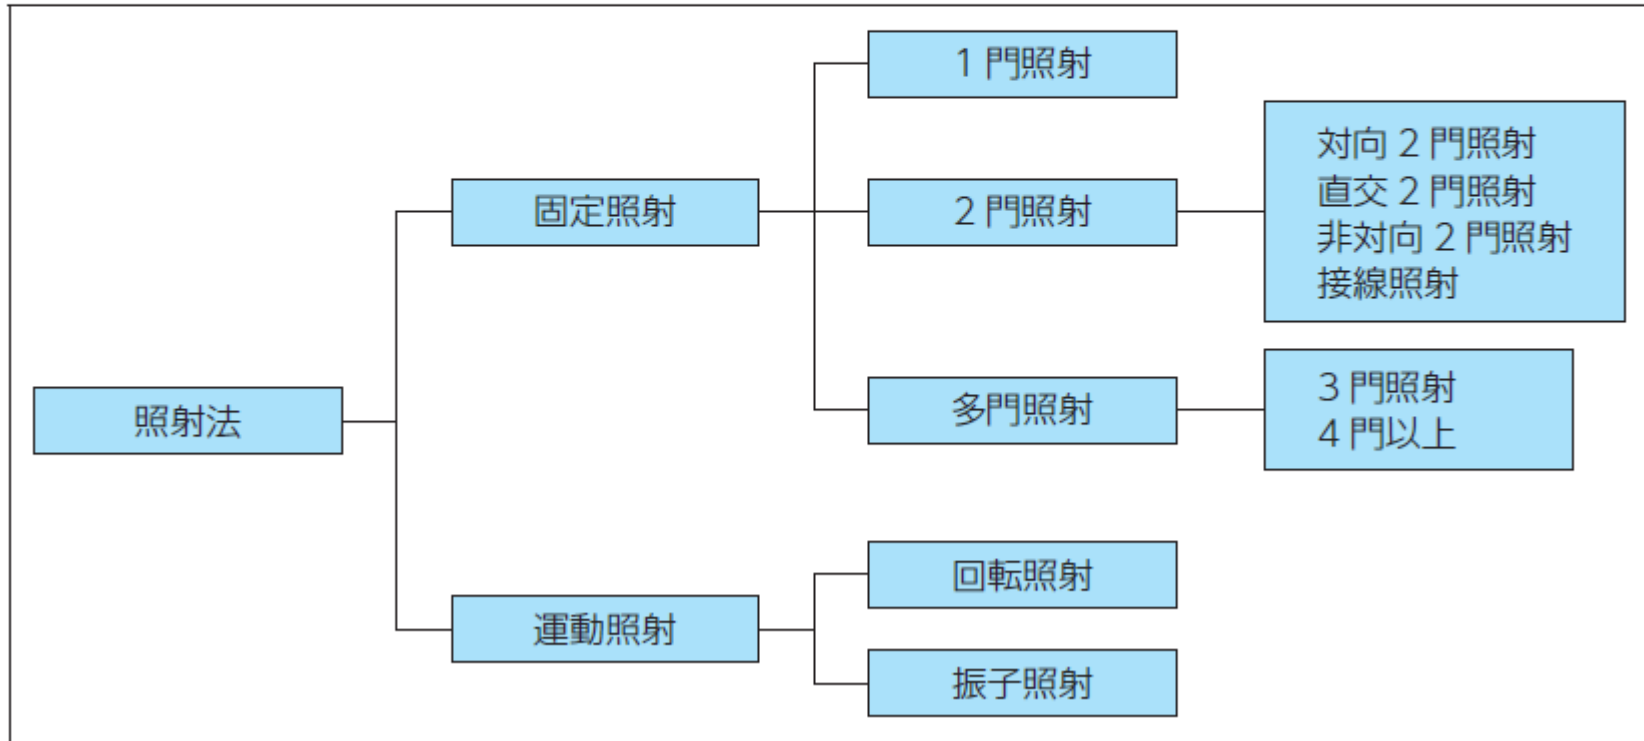 1 門照射
対向 2 門照射
直交 2 門照射
非対向 2 門照射
接線照射
固定照射
2 門照射
3 門照射
4 門以上
多門照射
照射法
回転照射
運動照射
振子照射